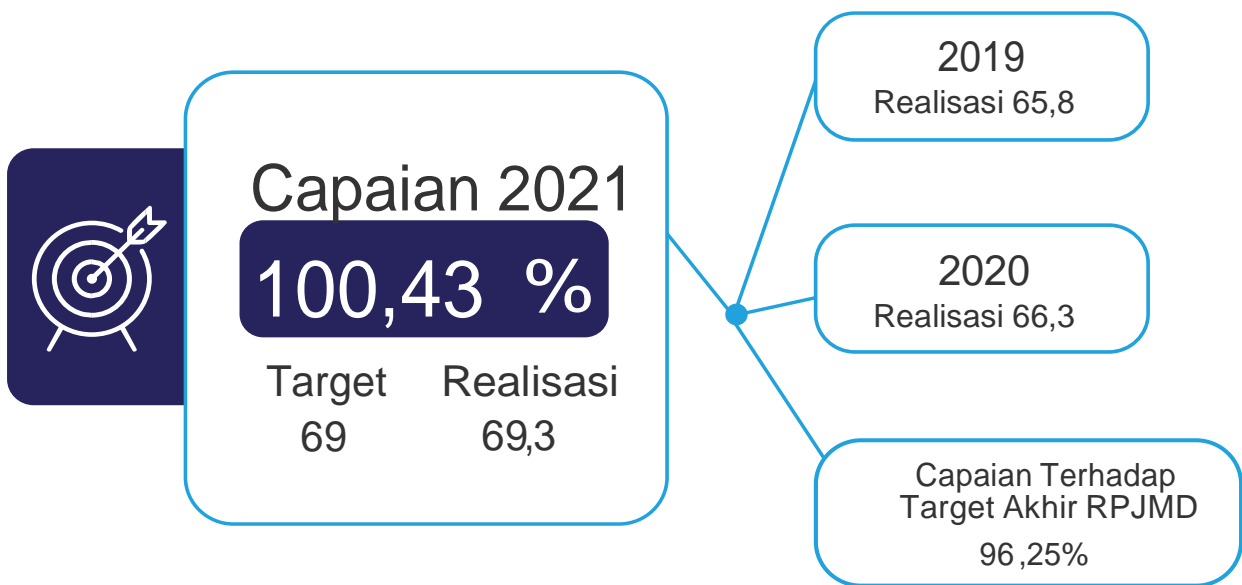 Capaian 2021
100,43 %
Target Realisasi
69 69,3
2019
Realisasi 65,8
2020
Realisasi 66,3
Capaian Terhadap
Target Akhir RPJMD
96,25%